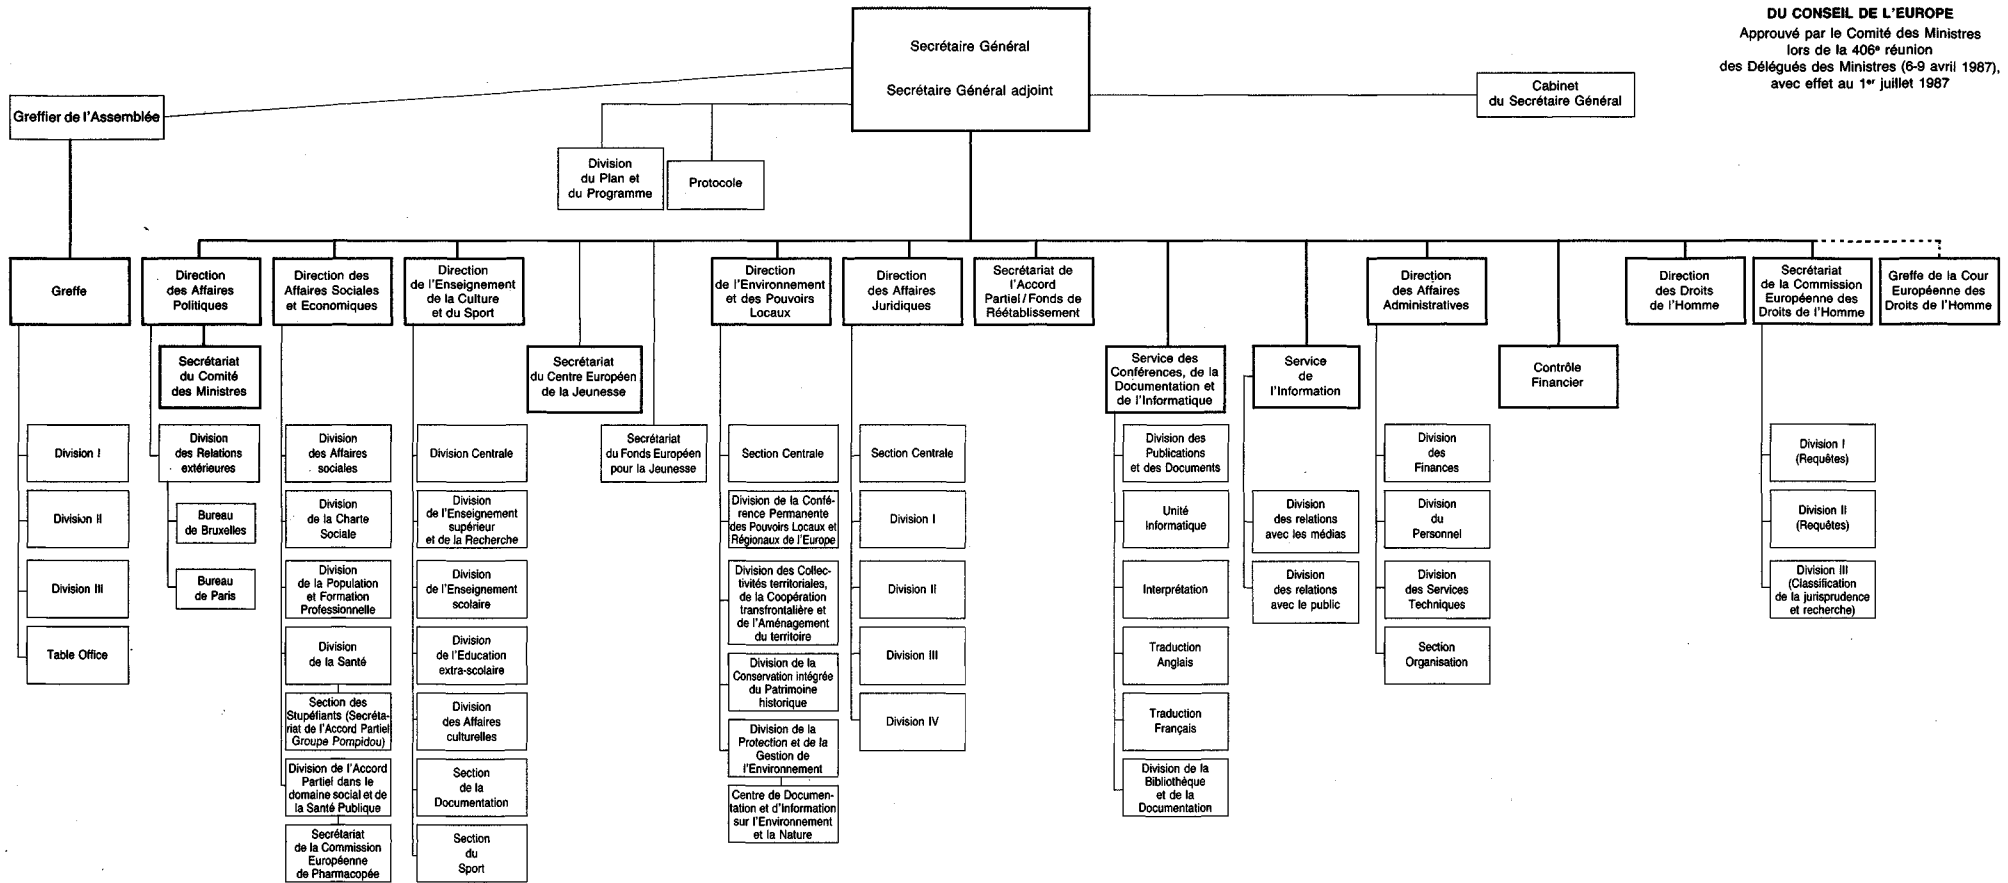 DU CONSEIL DE L'EUROPE
Approuvé par le Comité des Ministres
lors de la 406e réunion
des Délégués des Ministres (6-9 avril 1987),
avec effet au 1er juillet 1987
Secrétaire Général
Secrétaire Général adjoint
Cabinet
du Secrétaire Général
Greffier de l'Assemblée
Division
du Plan et
du Programme
Protocole
Greffe
Direction
des Affaires
Politiques
Direction des
Affaires Sociales
et Economiques
Direction
de l'Enseignement
de la Culture
et du Sport
Direction
de l'Environnement
et des Pouvoirs
Locaux
Direction
des Affaires
Juridiques
Secrétariat de
l'Accord
Partiel/Fonds de
Réétablissement
Direction
des Affaires
Administratives
Direction
des Droits
de l'Homme
Secrétariat
de la Commission
Européenne des
Droits de l'Homme
Greffe de la Cour
Européenne des
Droits de l'Homme
Secrétariat
du Comité
des Ministres
Secrétariat
du Centre Européen
de la Jeunesse
Service des
Conférences, de la
Documentation et
de l'Informatique
Service
de
l'Information
Contrôle
Financier
Division I
Division II
Division III
Table Office
Division
des Relations
extérieures
Bureau
de Bruxelles
Bureau
de Paris
Division
des Affaires
sociales
Division
de la Charte
Sociale
Division
de la Population
et Formation
Professionnelle
Division
de la Santé
Section des
Stupéfiants (Secréta-
riat de l'Accord Partiel
Groupe Pompidou)
Division de l'Accord
Partiel dans le
domaine social et de
la Santé Publique
Secrétariat
de la Commission
Européenne
de Pharmacopée
Division Centrale
Division
de l'Enseignement
supérieur
et de la Recherche
Division
de l'Enseignement
scolaire
Division
de l'Education
extra-scolaire
Division
des Affaires
culturelles
Section
de la
Documentation
Section
du
Sport
Secrétariat
du Fonds Européen
pour la Jeunesse
Section Centrale
Division de la Confé-
rence Permanente
des Pouvoirs Locaux et
Régionaux de l'Europe
Division des Collec-
tivités territoriales,
de la Coopération
transfrontalière et
de l'Aménagement
du territoire
Division de la
Conservation intégrée
du Patrimoine
historique
Division de la
Protection et de la
Gestion de
l'Environnement
Centre de Documen-
tation et d'Information
sur l'Environnement
et la Nature
Section Centrale
Division I
Division II
Division III
Division IV
Division des
Publications
et des Documents
Unité
Informatique
Interprétation
Traduction
Anglais
Traduction
Français
Division de la
Bibliothèque
et de la
Documentation
Division
des relations
avec les médias
Division
des relations
avec le public
Division
des
Finances
Division
du
Personnel
Division
des Services
Techniques
Section
Organisation
Division I
(Requêtes)
Division II
(Requêtes)
Division III
(Classification
de la jurisprudence
et recherche)